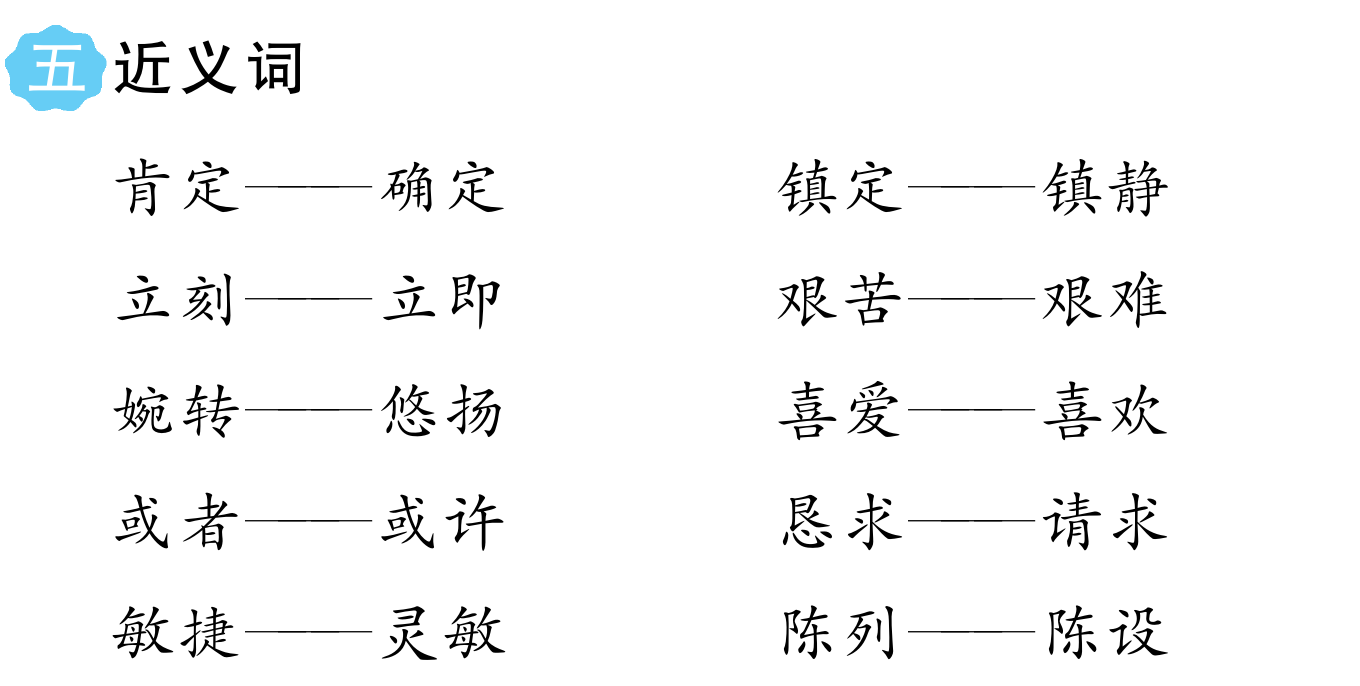 五 近义词
肯定——确定 镇定——镇静
立刻——立即 艰苦——艰难
婉转——悠扬 喜爱——喜欢
或者——或许 恳求——请求
敏捷——灵敏 陈列——陈设